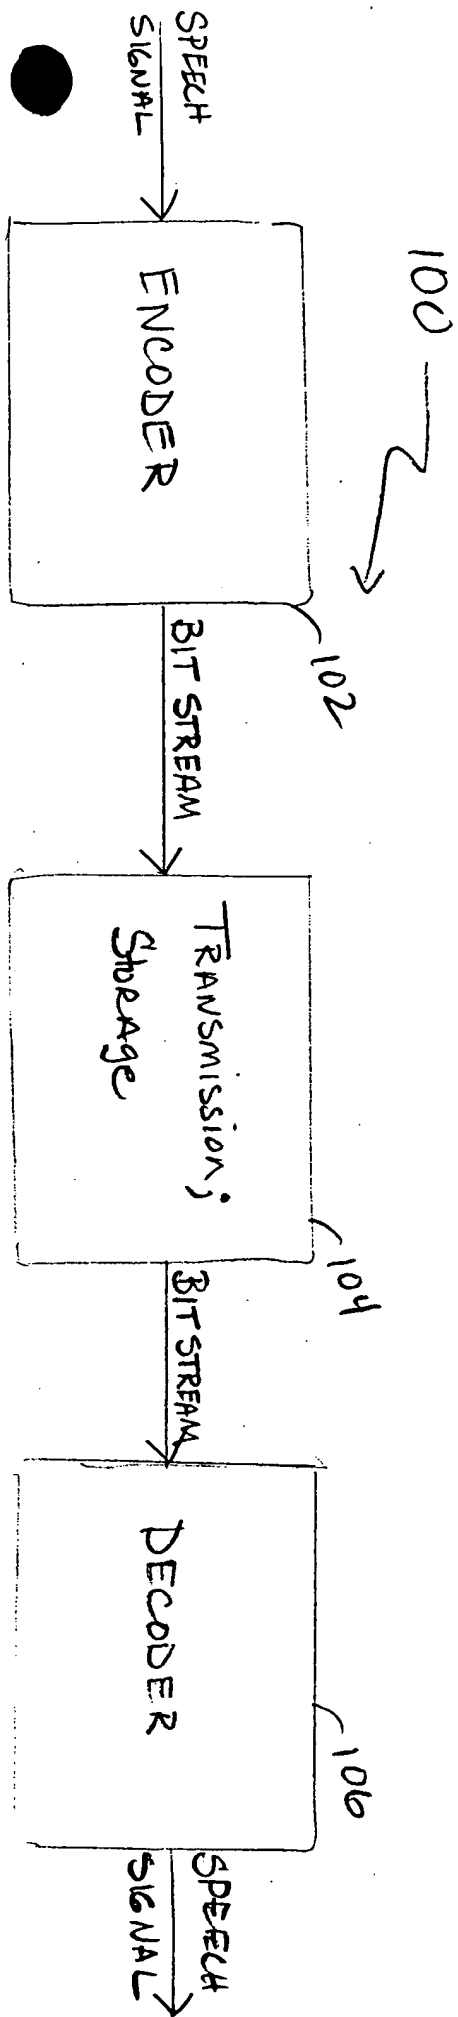 100
SPEECH
SIGNAL
ENCODER
102
BIT STREAM
TRANSMISSION;
STORAGE
104
BIT STREAM
DECODER
106
SPEECH
SIGNAL